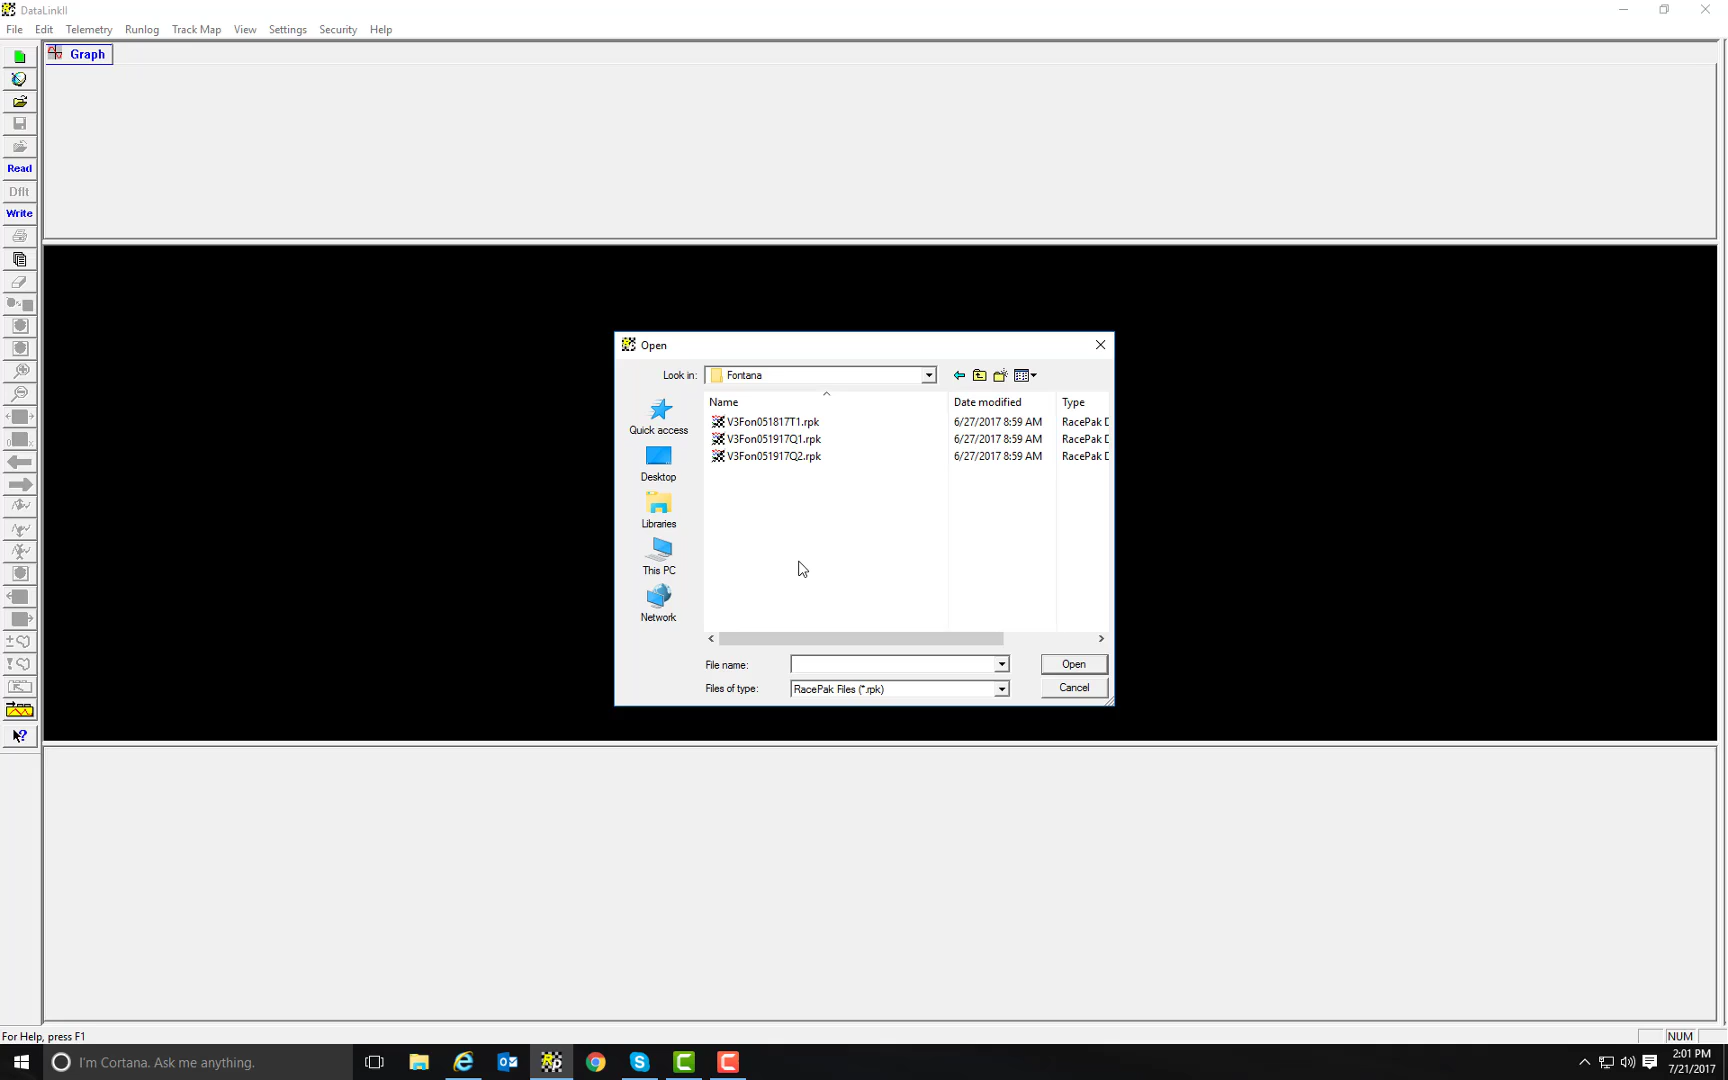 DataLinkII
File Edit Telemetry Runlog Track Map View Settings Security Help
Graph
Read
Dflt
Write
Open
Look in: Fontana
Name Date modified Type
V3Fon051817T1.rpk 6/27/2017 8:59 AM RacePak D
V3Fon051917Q1.rpk 6/27/2017 8:59 AM RacePak D
V3Fon051917Q2.rpk 6/27/2017 8:59 AM RacePak D
Quick access
Desktop
Libraries
This PC
Network
File name: Open
Files of type: RacePak Files (*.rpk) Cancel
For Help, press F1
NUM
I'm Cortana. Ask me anything.
2:01 PM
7/21/2017